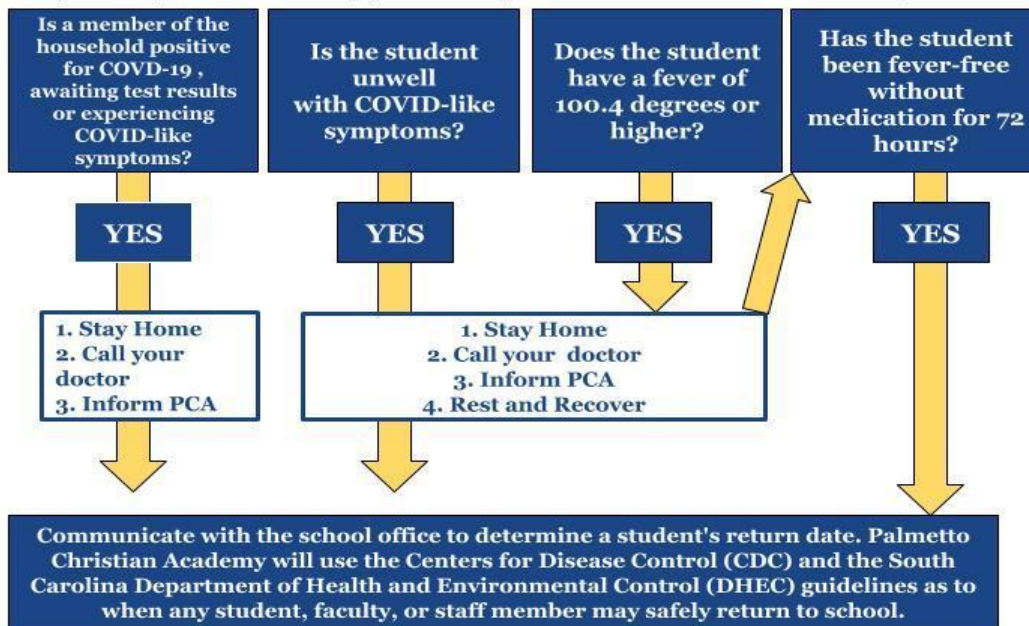 Is a member of the
household positive
for COVD-19 ,
awaiting test results
or experiencing
COVID-like
symptoms?
Is the student
unwell
with COVID-like
symptoms?
Does the student
have a fever of
100.4 degrees or
higher?
Has the student
been fever-free
without
medication for 72
hours?
YES
YES
YES
YES
1. Stay Home
2. Call your
doctor
3. Inform PCA
1. Stay Home
2. Call your doctor
3. Inform PCA
4. Rest and Recover
Communicate with the school office to determine a student's return date. Palmetto
Christian Academy will use the Centers for Disease Control (CDC) and the South
Carolina Department of Health and Environmental Control (DHEC) guidelines as to
when any student, faculty, or staff member may safely return to school.